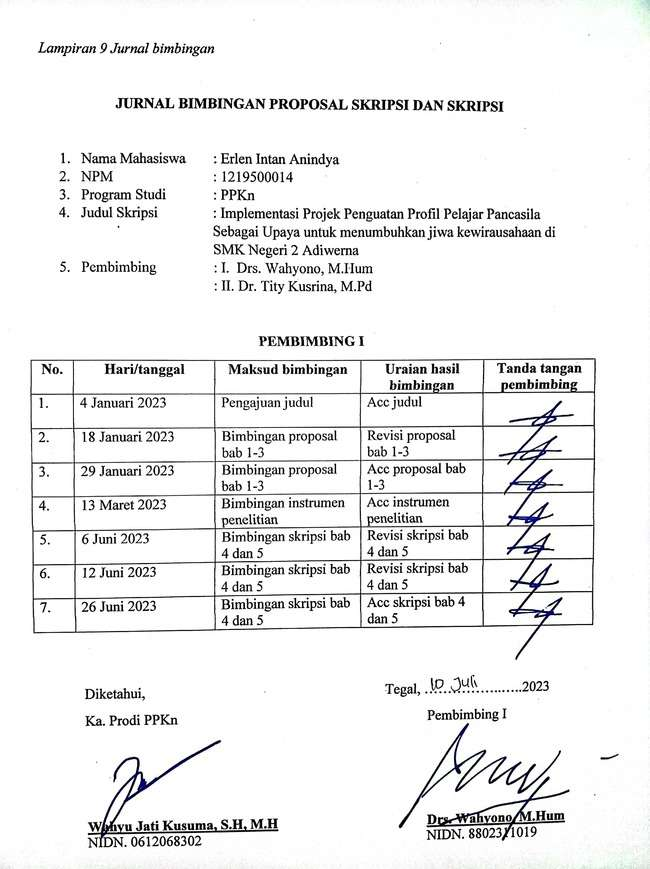 Lampiran 9 Jurnal bimbingan
JURNAL BIMBINGAN PROPOSAL SKRIPSI DAN SKRIPSI
1. Nama Mahasiswa : Erlen Intan Anindya
2. NPM : 1219500014
3. Program Studi : PPKn
4. Judul Skripsi : Implementasi Projek Penguatan Profil Pelajar Pancasila
Sebagai Upaya untuk menumbuhkan jiwa kewirausahaan di
SMK Negeri 2 Adiwerna
5. Pembimbing : I. Drs. Wahyono, M.Hum
: II. Dr. Tity Kusrina, M.Pd
PEMBIMBING I
No. Hari/tanggal Maksud bimbingan Uraian hasil Tanda tangan
bimbingan pembimbing
1. 4 Januari 2023 Pengajuan judul Acc judul
2. 18 Januari 2023 Bimbingan proposal Revisi proposal
bab 1-3 bab 1-3
3. 29 Januari 2023 Bimbingan proposal Acc proposal bab
bab 1-3 1-3
4. 13 Maret 2023 Bimbingan instrumen Acc instrumen
penelitian penelitian
5. 6 Juni 2023 Bimbingan skripsi bab Revisi skripsi bab
4 dan 5 4 dan 5
6. 12 Juni 2023 Bimbingan skripsi bab Revisi skripsi bab
4 dan 5 4 dan 5
7. 26 Juni 2023 Bimbingan skripsi bab Acc skripsi bab 4
4 dan 5 dan 5
Diketahui, Tegal, 10 Juli 2023
Ka. Prodi PPKn Pembimbing I
Wahyu Jati Kusuma, S.H, M.H Drs. Wahyono, M.Hum
NIDN. 0612068302 NIDN. 8802311019